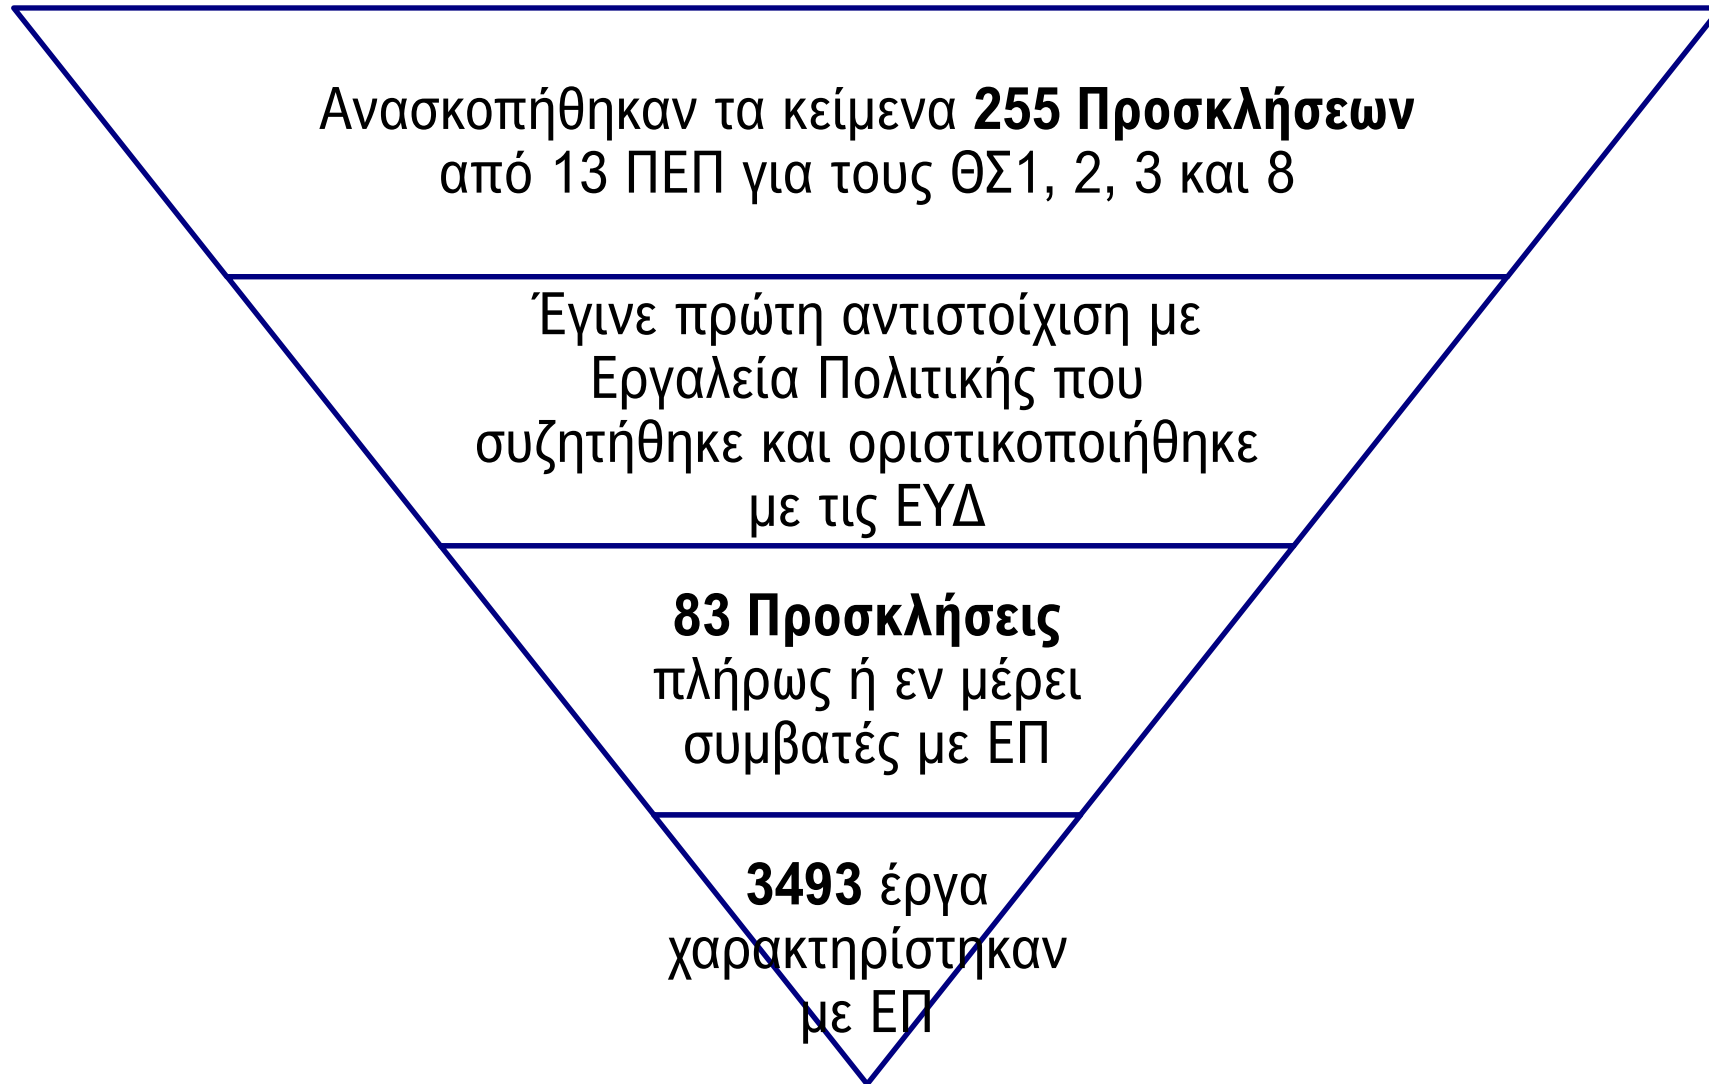 Ανασκοπήθηκαν τα κείμενα 255 Προσκλήσεων
από 13 ΠΕΠ για τους ΘΣ1, 2, 3 και 8
Έγινε πρώτη αντιστοίχιση με
Εργαλεία Πολιτικής που
συζητήθηκε και οριστικοποιήθηκε
με τις ΕΥΔ
83 Προσκλήσεις
πλήρως ή εν μέρει
συμβατές με ΕΠ
3493 έργα
χαρακτηρίστηκαν
με ΕΠ